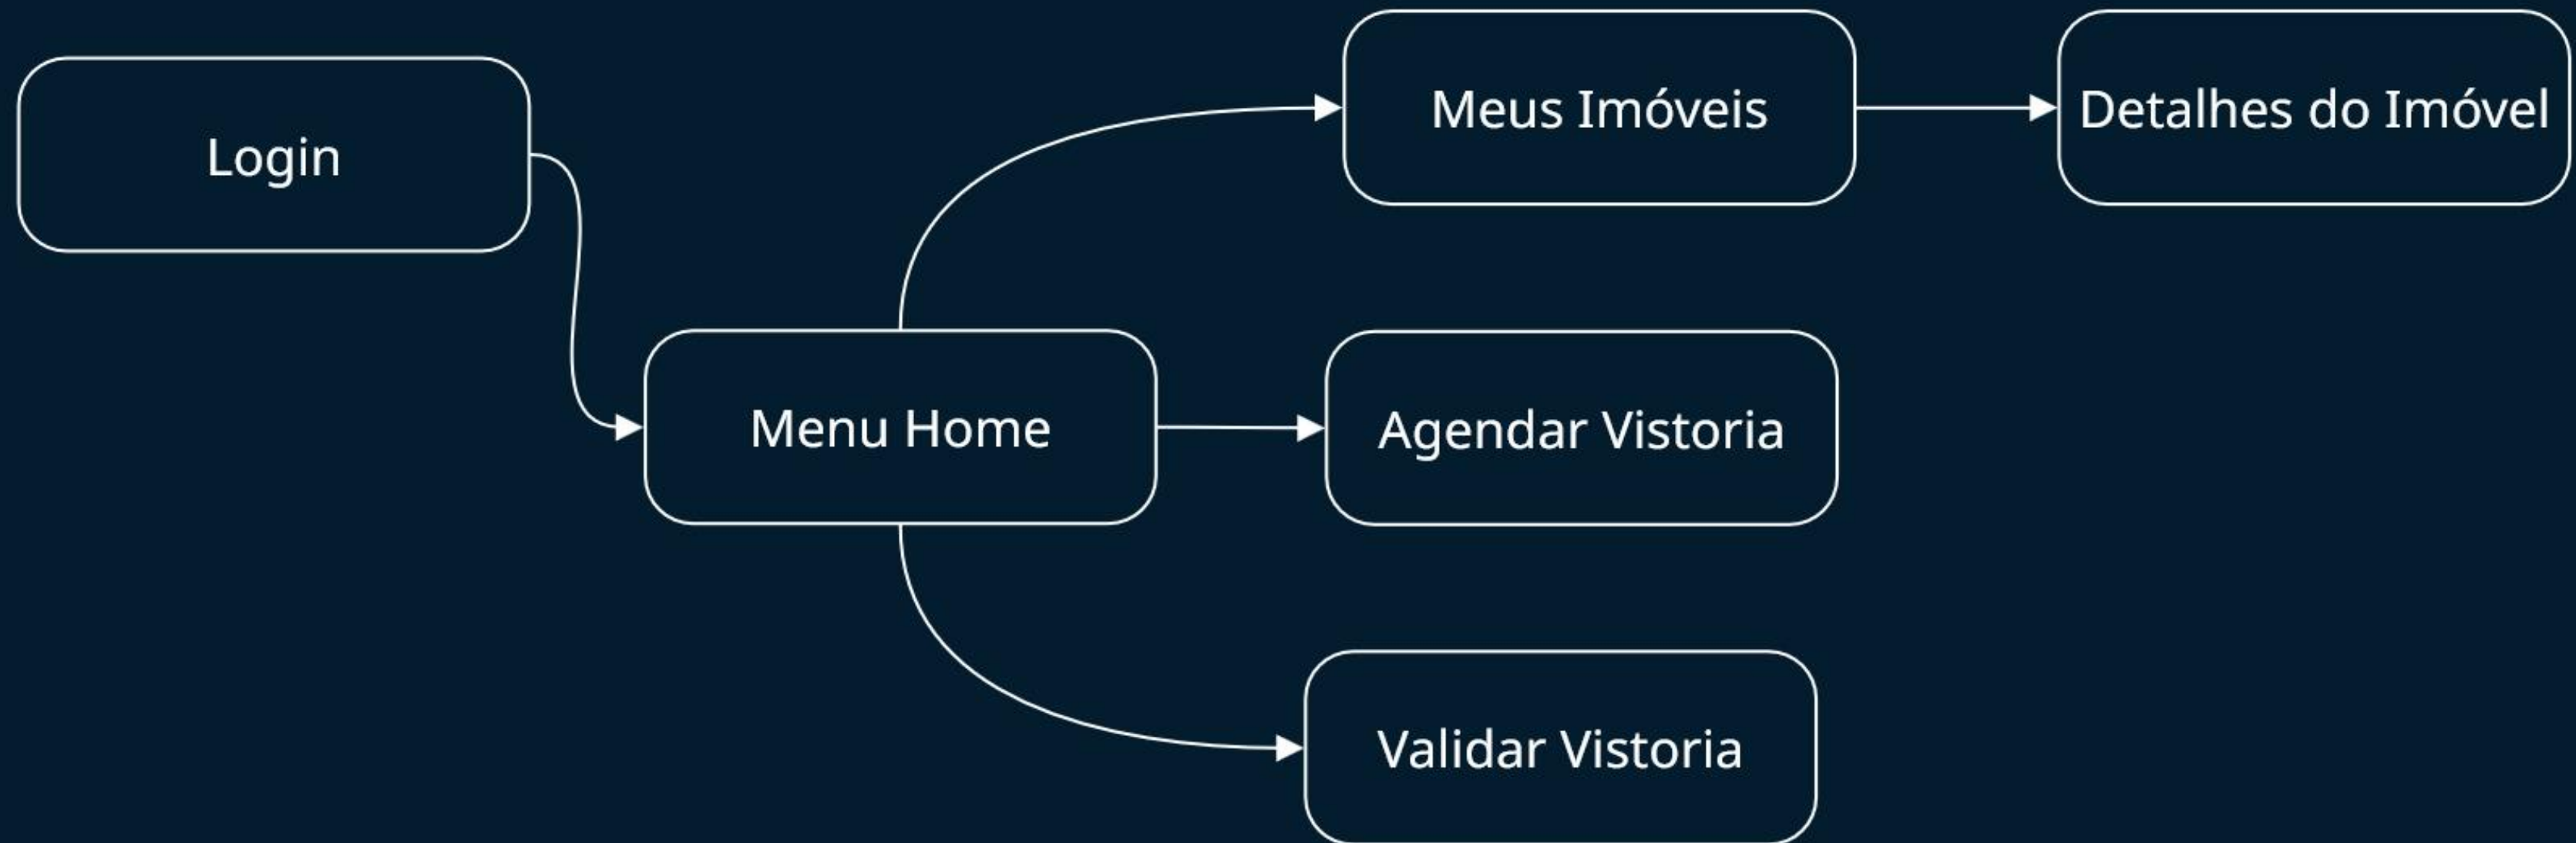 Login
Menu Home
Meus Imóveis
Detalhes do Imóvel
Agendar Vistoria
Validar Vistoria